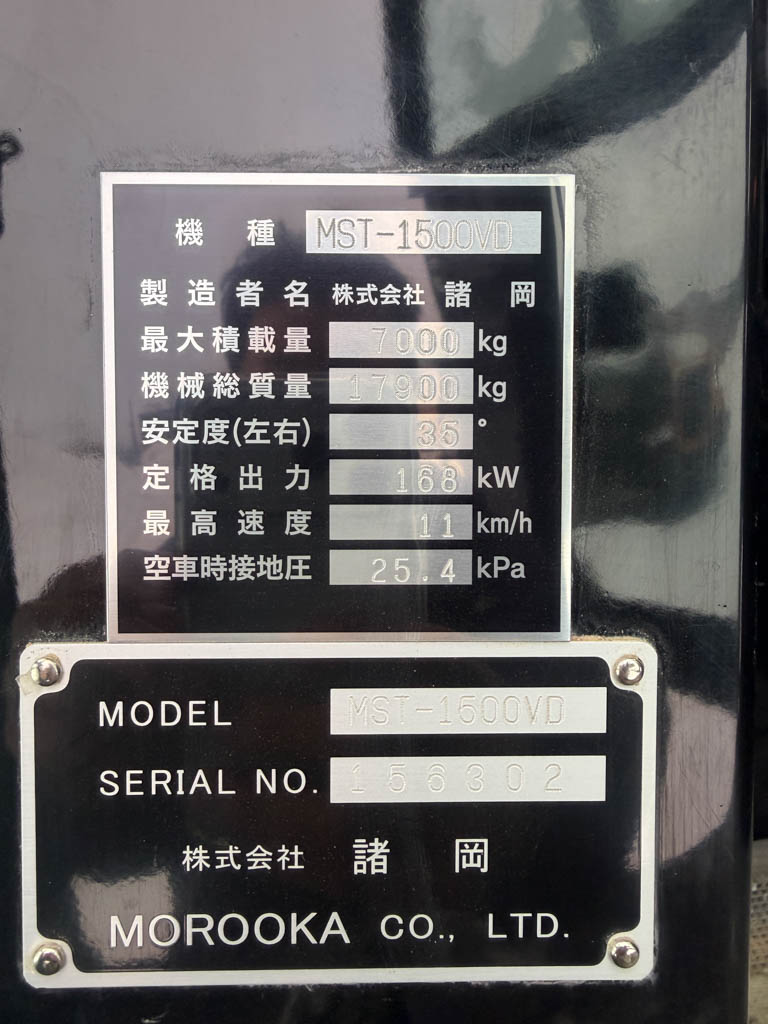 機種 MST-1500VD
製造者名 株式会社 諸岡
最大積載量 7000 kg
機械総質量 17900 kg
安定度(左右) 35 °
定格出力 168 kW
最高速度 11 km/h
空車時接地圧 25.4 kPa
MODEL MST-1500VD
SERIAL NO. 156302
株式会社 諸岡
MOROOKA CO., LTD.